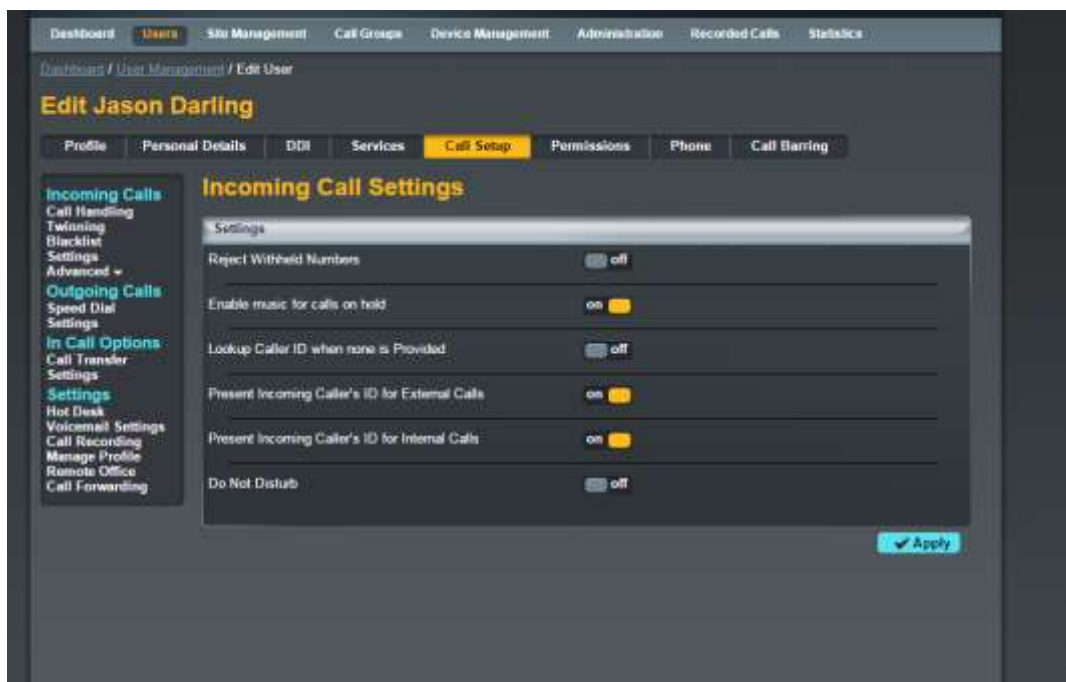 Dashboard Users Site Management Call Groups Device Management Administration Recorded Calls Statistics
Dashboard / User Management / Edit User
Edit Jason Darling
Profile Personal Details DDI Services Call Setup Permissions Phone Call Barring
Incoming Calls
Call Handling
Twinning
Blacklist
Settings
Advanced
Outgoing Calls
Speed Dial
Settings
In Call Options
Call Transfer
Settings
Settings
Hot Desk
Voicemail Settings
Call Recording
Manage Profile
Remote Office
Call Forwarding
Incoming Call Settings
Settings
Reject Withheld Numbers off
Enable music for calls on hold on
Lookup Caller ID when none is Provided off
Present Incoming Caller's ID for External Calls on
Present Incoming Caller's ID for Internal Calls on
Do Not Disturb off
Apply